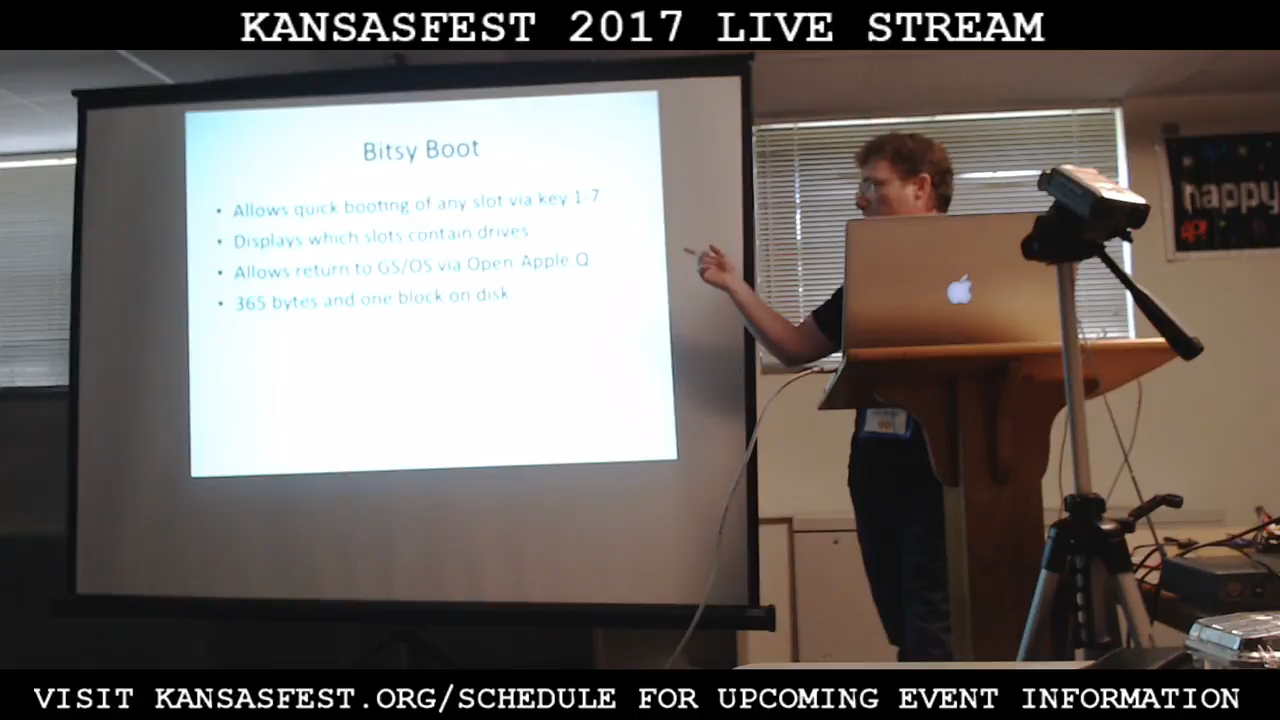 KANSASFEST 2017 LIVE STREAM
Bitsy Boot
• Allows quick booting of any slot via key 1-7
• Displays which slots contain drives
• Allows return to GS/OS via Open Apple Q
• 365 bytes and one block on disk
happy
VISIT KANSASFEST.ORG/SCHEDULE FOR UPCOMING EVENT INFORMATION